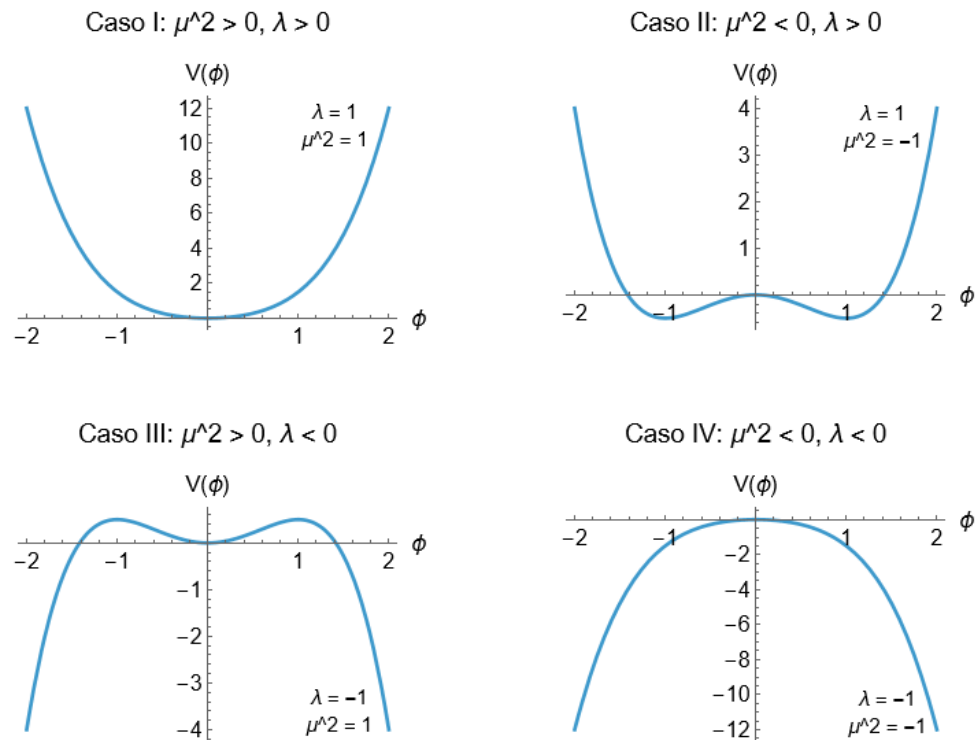 Caso I: μ^2 > 0, λ > 0
V(ϕ)
12
10
8
6
4
2
λ = 1
μ^2 = 1
−2 −1 1 2 ϕ
Caso II: μ^2 < 0, λ > 0
V(ϕ)
4
3
2
1
λ = 1
μ^2 = −1
−2 −1 1 2 ϕ
Caso III: μ^2 > 0, λ < 0
V(ϕ)
−2 −1 1 2 ϕ
−1
−2
−3
−4
λ = −1
μ^2 = 1
Caso IV: μ^2 < 0, λ < 0
V(ϕ)
−2 −1 1 2 ϕ
−2
−4
−6
−8
−10
−12
λ = −1
μ^2 = −1